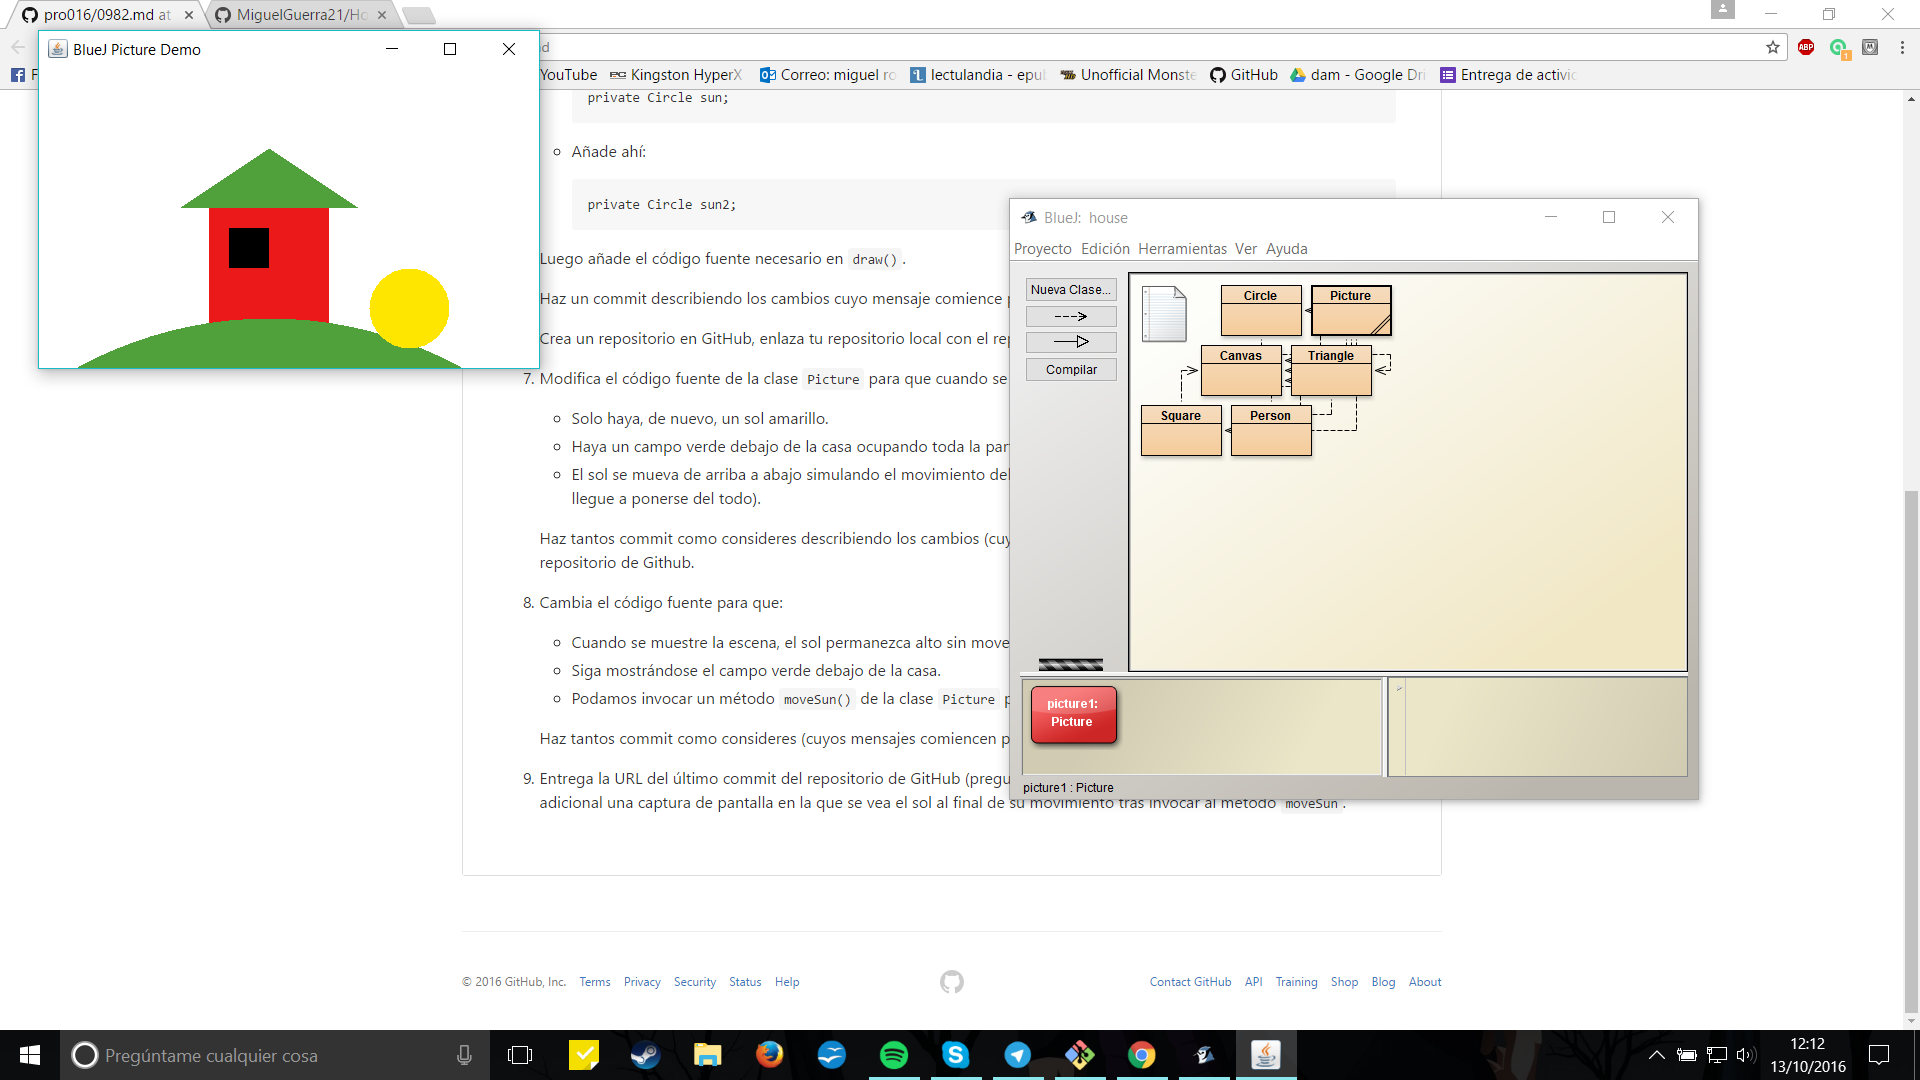 pro016/0982.md at
MiguelGuerra21/Ho
BlueJ Picture Demo
YouTube
Kingston HyperX
Correo: miguel ro
lectulandia - epu
Unofficial Monste
GitHub
dam - Google Dri
Entrega de activid
private Circle sun;
Añade ahí:
private Circle sun2;
Luego añade el código fuente necesario en draw().
Haz un commit describiendo los cambios cuyo mensaje comience
Crea un repositorio en GitHub, enlaza tu repositorio local con el
7. Modifica el código fuente de la clase Picture para que cuando se
Solo haya, de nuevo, un sol amarillo.
Haya un campo verde debajo de la casa ocupando toda la
El sol se mueva de arriba a abajo simulando el movimiento del
llegue a ponerse del todo).
Haz tantos commit como consideres describiendo los cambios
repositorio de Github.
8. Cambia el código fuente para que:
Cuando se muestre la escena, el sol permanezca alto sin
Siga mostrándose el campo verde debajo de la casa.
Podamos invocar un método moveSun() de la clase Picture
Haz tantos commit como consideres (cuyos mensajes comiencen
9. Entrega la URL del último commit del repositorio de GitHub
adicional una captura de pantalla en la que se vea el sol al final de su movimiento tras invocar al método moveSun.
BlueJ: house
Proyecto Edición Herramientas Ver Ayuda
Nueva Clase...
Compilar
Circle
Picture
Canvas
Triangle
Square
Person
picture1:
Picture
picture1 : Picture
© 2016 GitHub, Inc. Terms Privacy Security Status Help
Contact GitHub API Training Shop Blog About
Pregúntame cualquier cosa
12:12
13/10/2016
ABP